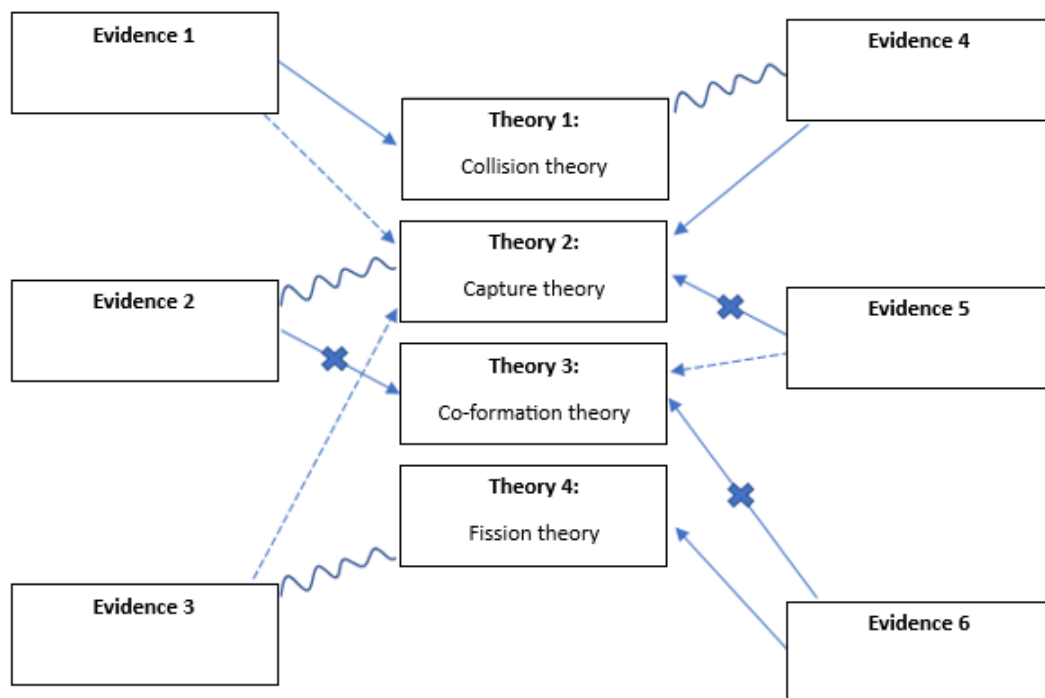 Evidence 1
Evidence 4
Theory 1:
Collision theory
Theory 2:
Capture theory
Evidence 2
Evidence 5
Theory 3:
Co-formation theory
Theory 4:
Fission theory
Evidence 3
Evidence 6